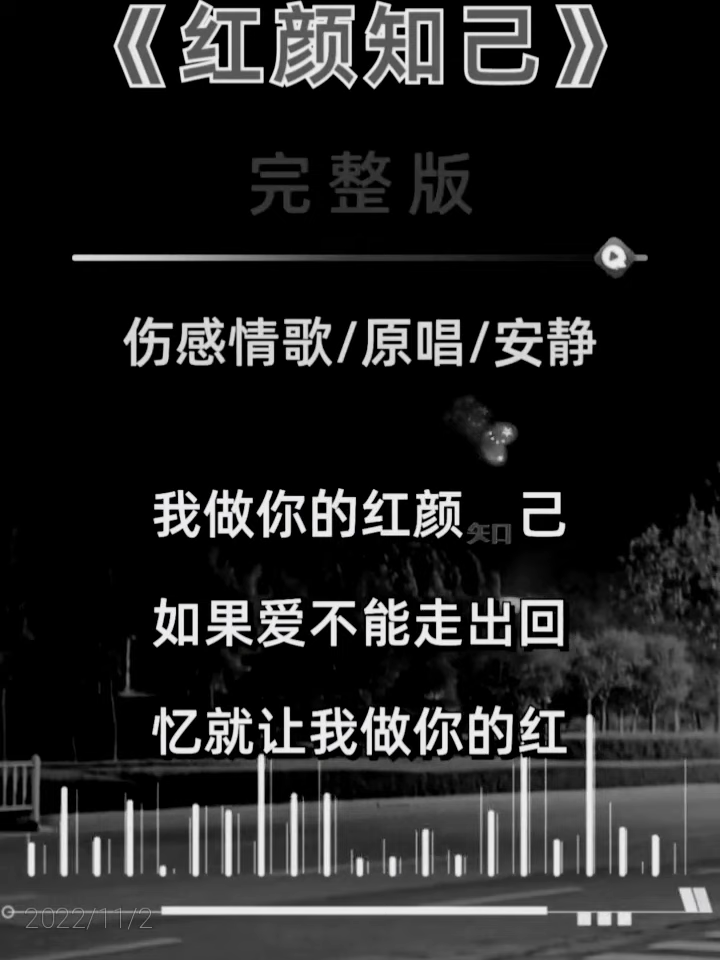 《红颜知己》
完整版
伤感情歌/原唱/安静
我做你的红颜知己
如果爱不能走出回
忆就让我做你的红
2022/11/2